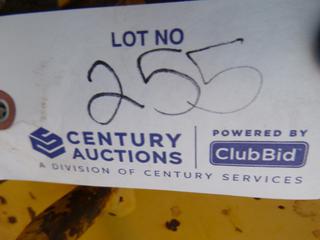 LOT NO
255
CENTURY AUCTIONS
POWERED BY
ClubBid
A DIVISION OF CENTURY SERVICES